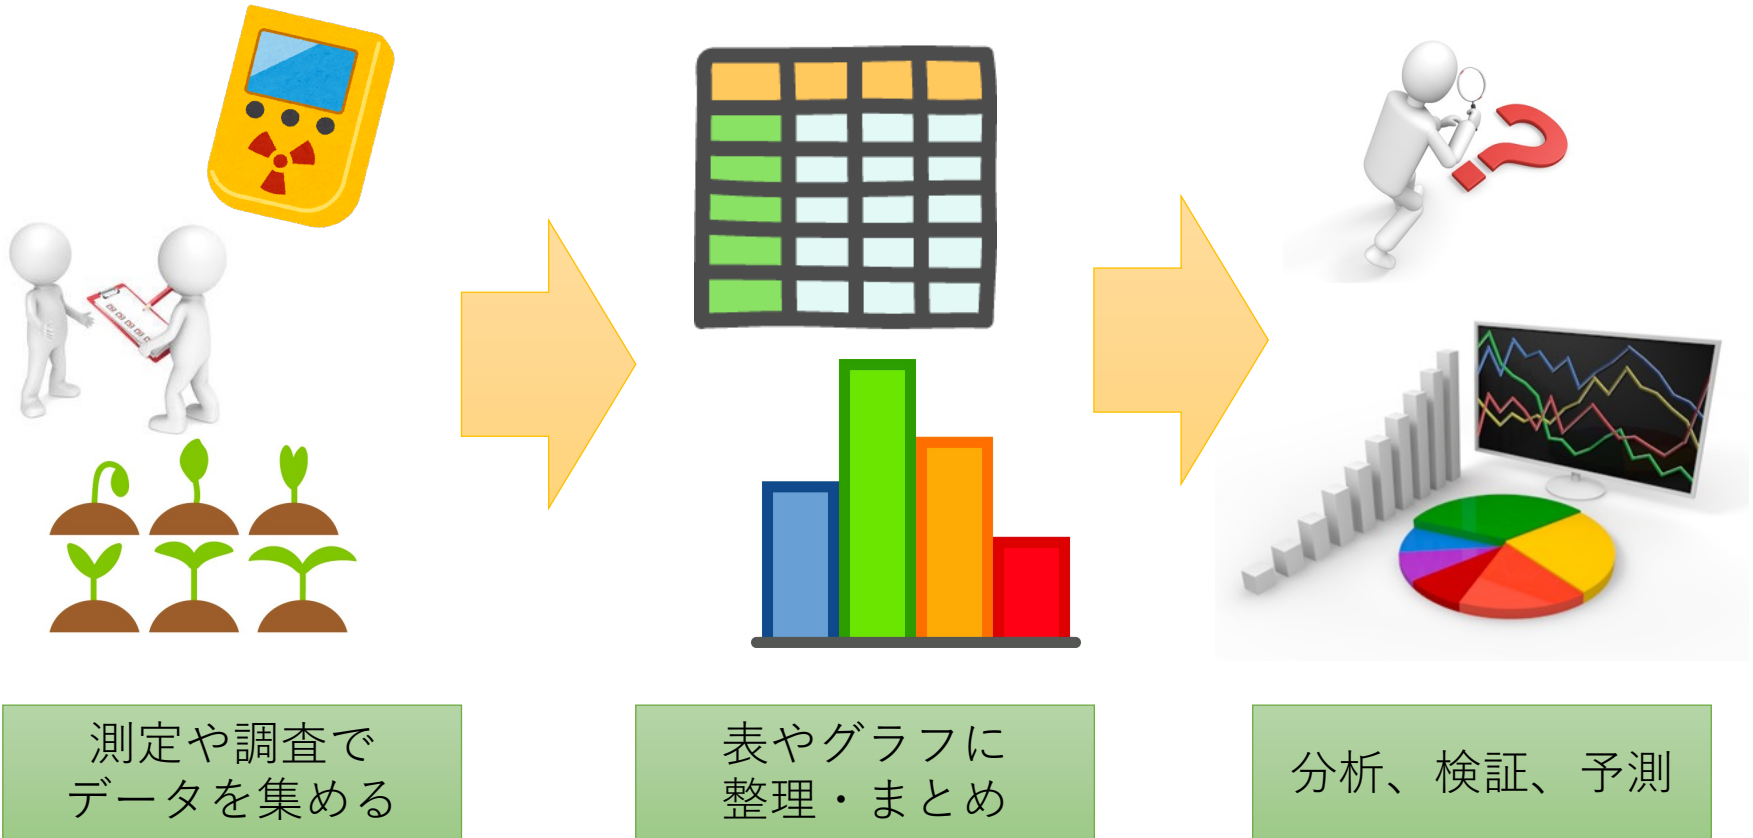 測定や調査で
データを集める
表やグラフに
整理・まとめ
分析、検証、予測